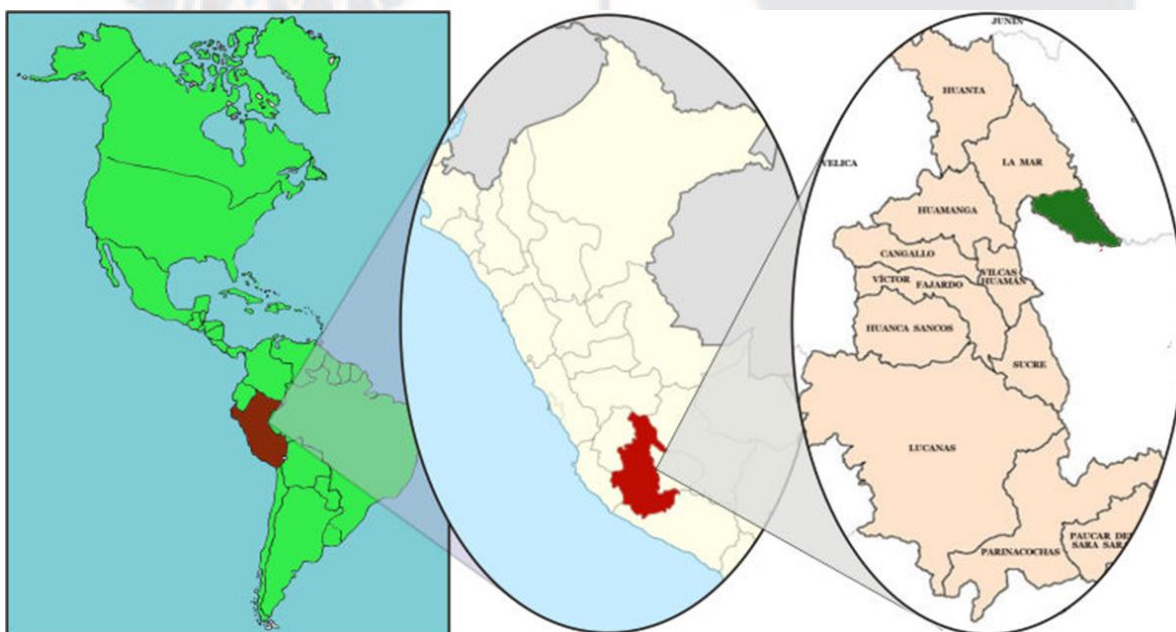 JUNIN
HUANTA
VELICA
LA MAR
HUAMANGA
CANGALLO
VILCAS
HUAMAN
VÍCTOR FAJARDO
HUANCA SANCOS
SUCRE
LUCANAS
PARINACOCHAS
PAUCAR DE
SARA SARA